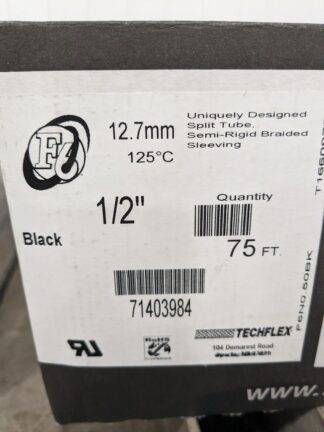 F6
12.7mm
125°C
Uniquely Designed
Split Tube,
Semi-Rigid Braided
Sleeving
1/2"
Quantity
Black
75 FT.
71403984
F6N0.50BK
RoHS
TECHFLEX
104 Demarest Road
www.